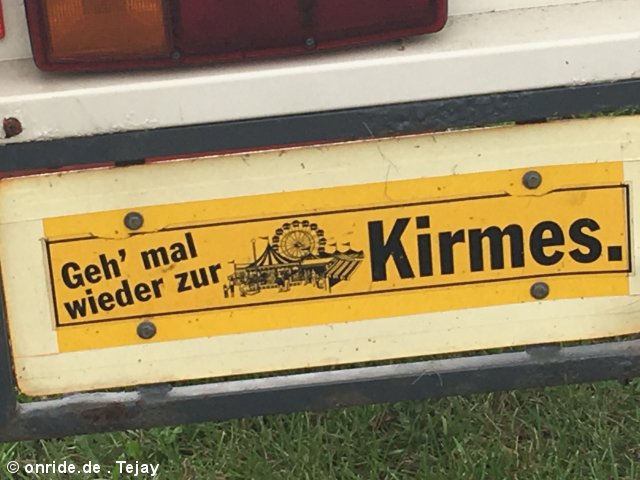 Geh' mal
wieder zur
Kirmes.
© onride.de . Tejay